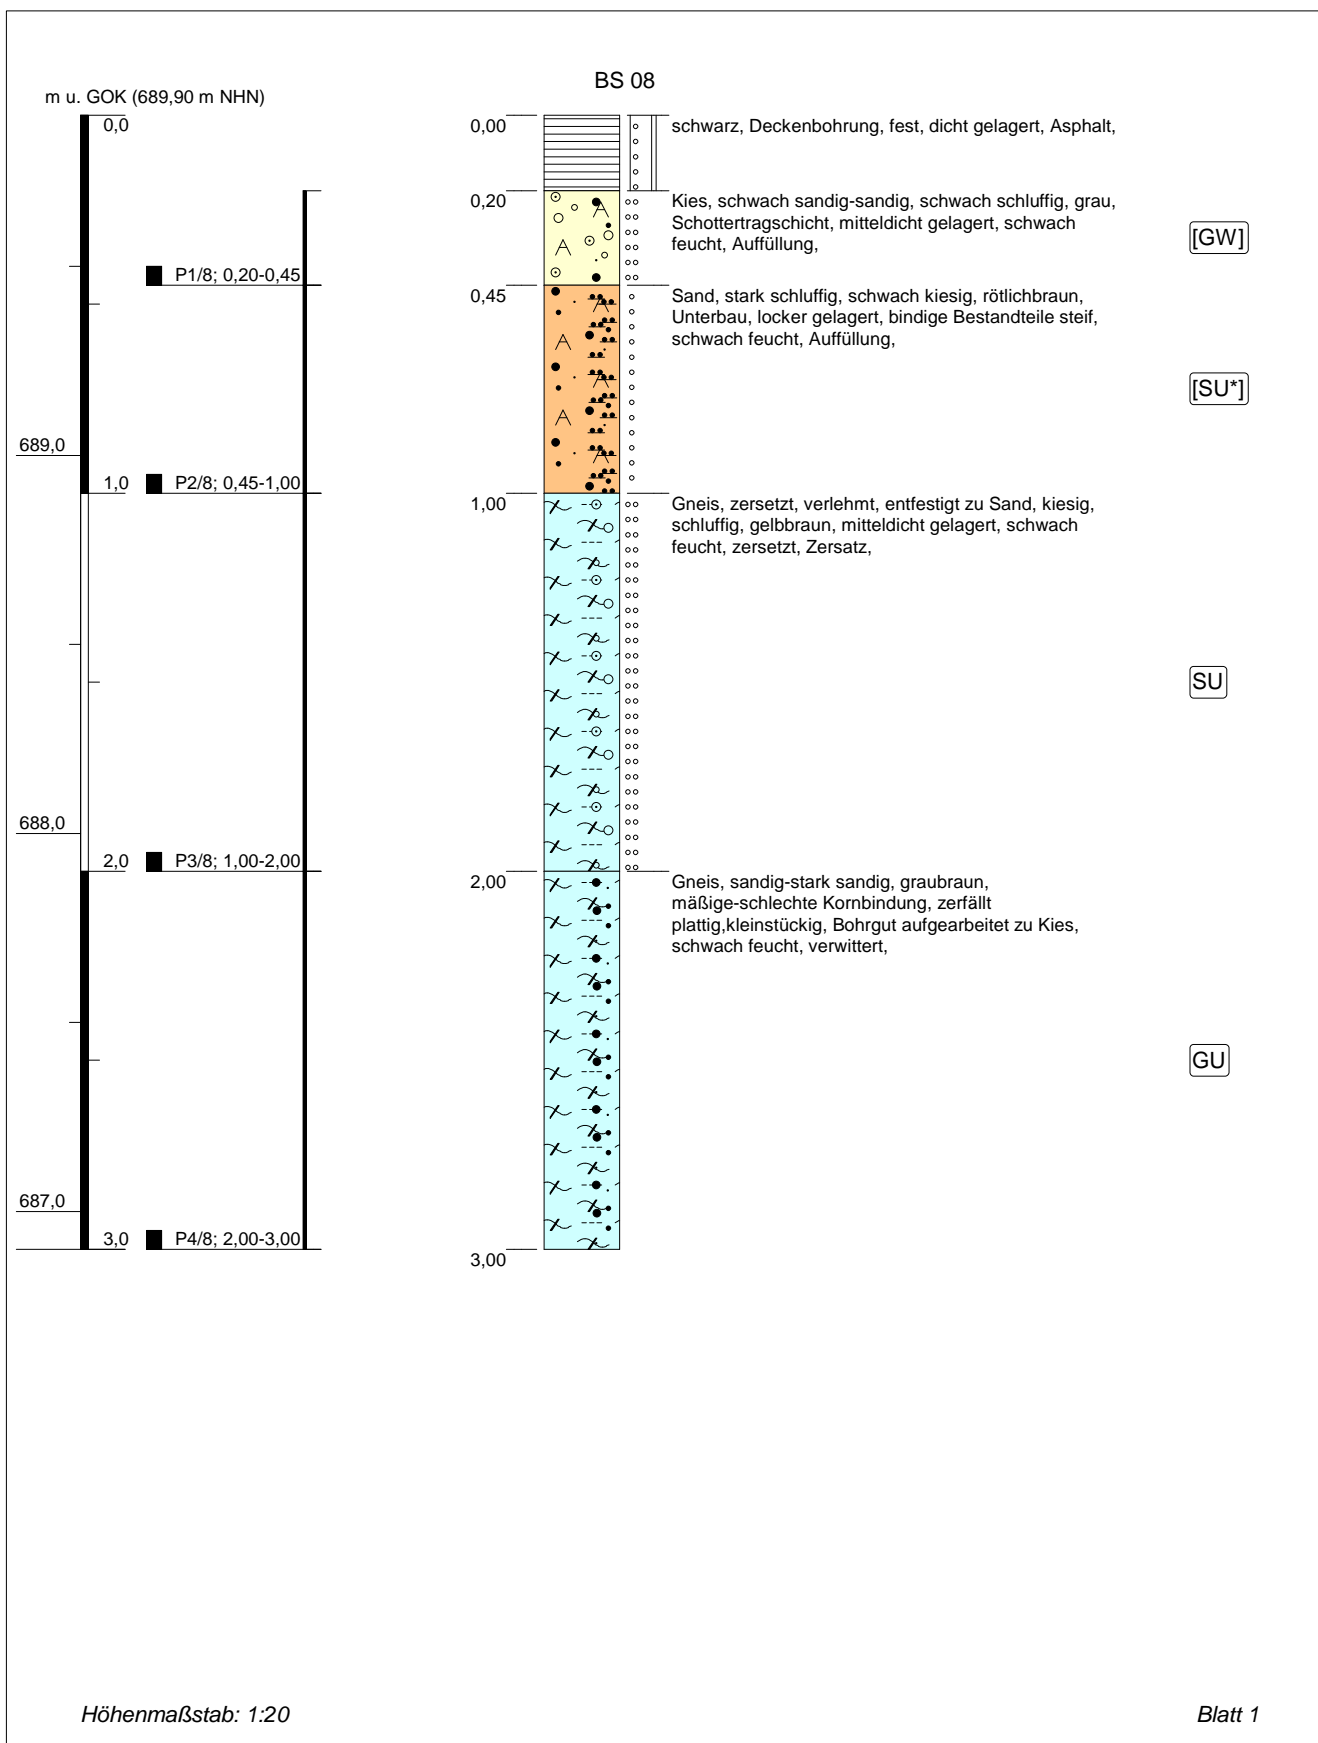 BS 08
m u. GOK (689,90 m NHN)
0,0
0,00
schwarz, Deckenbohrung, fest, dicht gelagert, Asphalt,
0,20
Kies, schwach sandig-sandig, schwach schluffig, grau,
Schottertragschicht, mitteldicht gelagert, schwach
feucht, Auffüllung,
[GW]
P1/8; 0,20-0,45
0,45
Sand, stark schluffig, schwach kiesig, rötlichbraun,
Unterbau, locker gelagert, bindige Bestandteile steif,
schwach feucht, Auffüllung,
[SU*]
689,0
1,0
P2/8; 0,45-1,00
1,00
Gneis, zersetzt, verlehmt, entfestigt zu Sand, kiesig,
schluffig, gelbbraun, mitteldicht gelagert, schwach
feucht, zersetzt, Zersatz,
SU
688,0
2,0
P3/8; 1,00-2,00
2,00
Gneis, sandig-stark sandig, graubraun,
mäßige-schlechte Kornbindung, zerfällt
plattig,kleinstückig, Bohrgut aufgearbeitet zu Kies,
schwach feucht, verwittert,
GU
687,0
3,0
P4/8; 2,00-3,00
3,00
Höhenmaßstab: 1:20
Blatt 1